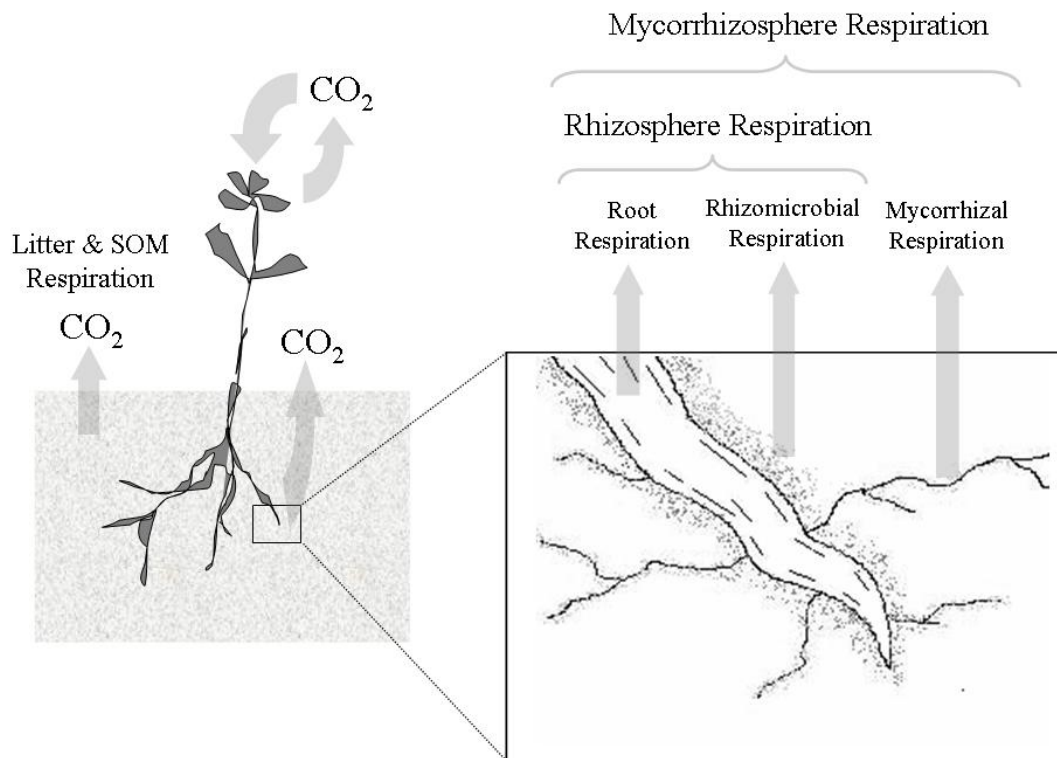 Mycorrhizosphere Respiration
CO₂
Rhizosphere Respiration
Root
Respiration
Rhizomicrobial
Respiration
Mycorrhizal
Respiration
Litter & SOM
Respiration
CO₂
CO₂